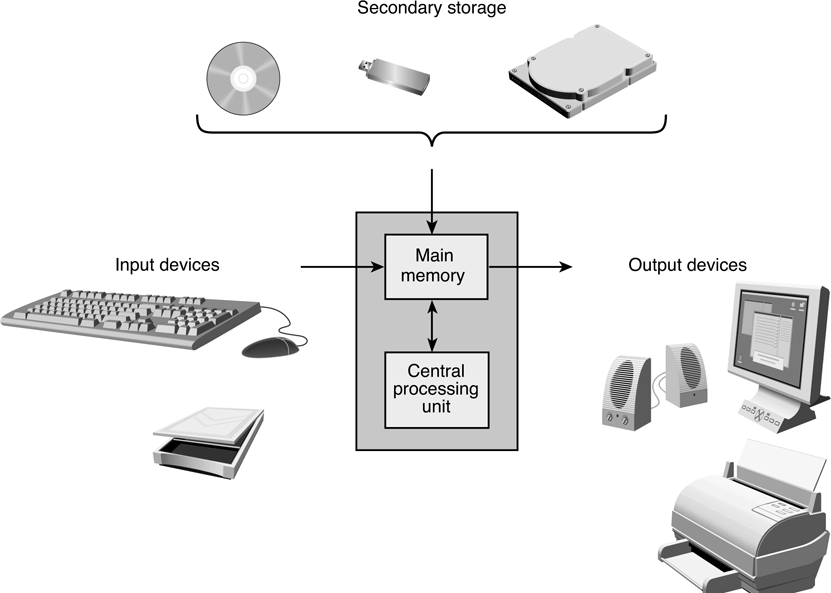 Secondary storage
Input devices
Main
memory
Output devices
Central
processing
unit